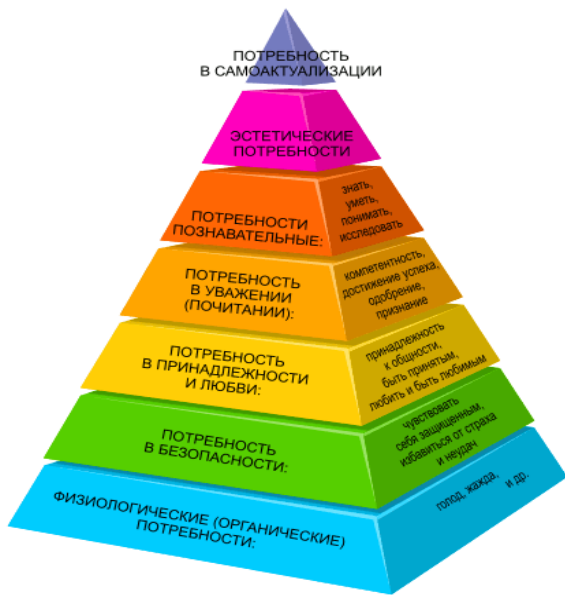 ПОТРЕБНОСТЬ
В САМОАКТУАЛИЗАЦИИ
ЭСТЕТИЧЕСКИЕ
ПОТРЕБНОСТИ
ПОТРЕБНОСТИ
ПОЗНАВАТЕЛЬНЫЕ:
знать,
уметь,
понимать,
исследовать
ПОТРЕБНОСТЬ
В УВАЖЕНИИ
(ПОЧИТАНИИ):
компетентность,
достижение успеха,
одобрение,
признание
ПОТРЕБНОСТЬ
В ПРИНАДЛЕЖНОСТИ
И ЛЮБВИ:
принадлежность
к общности,
быть принятым,
любить и быть любимым
ПОТРЕБНОСТЬ
В БЕЗОПАСНОСТИ:
чувствовать
себя защищенным,
избавиться от страха
и неудач
ФИЗИОЛОГИЧЕСКИЕ (ОРГАНИЧЕСКИЕ)
ПОТРЕБНОСТИ:
голод, жажда,
и др.